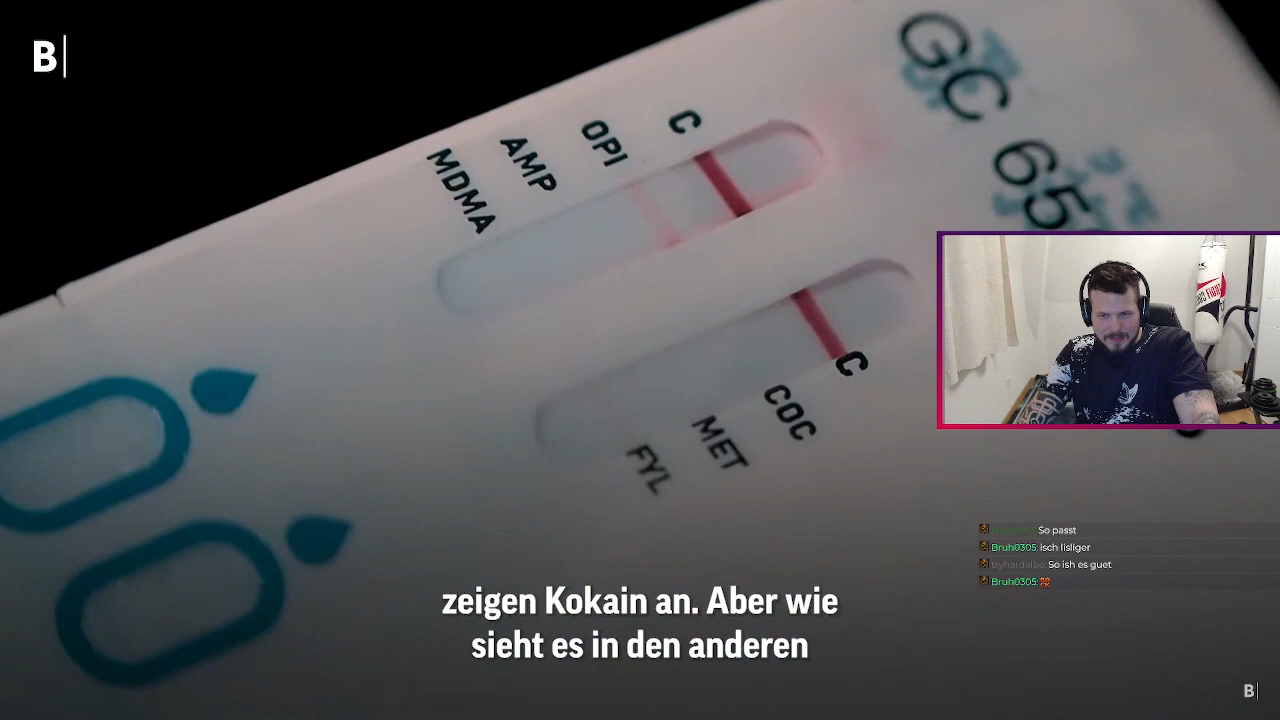 B|
GC 65
C
OPI
AMP
MDMA
C
COC
MET
FYL
So passt
Bruh0305: isch lisliger
tryhardelbc: So ish es guet
Bruh0305:
zeigen Kokain an. Aber wie
sieht es in den anderen
B|